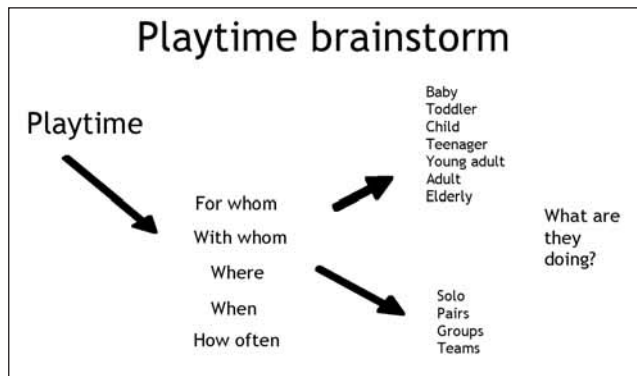 Playtime brainstorm
Playtime
For whom
With whom
Where
When
How often
Baby
Toddler
Child
Teenager
Young adult
Adult
Elderly
Solo
Pairs
Groups
Teams
What are
they
doing?